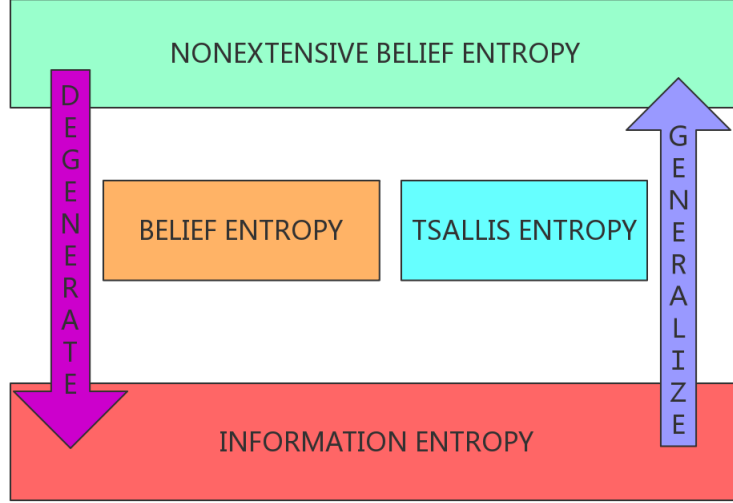 NONEXTENSIVE BELIEF ENTROPY
DEGENERATE
GENERALIZE
BELIEF ENTROPY
TSALLIS ENTROPY
INFORMATION ENTROPY